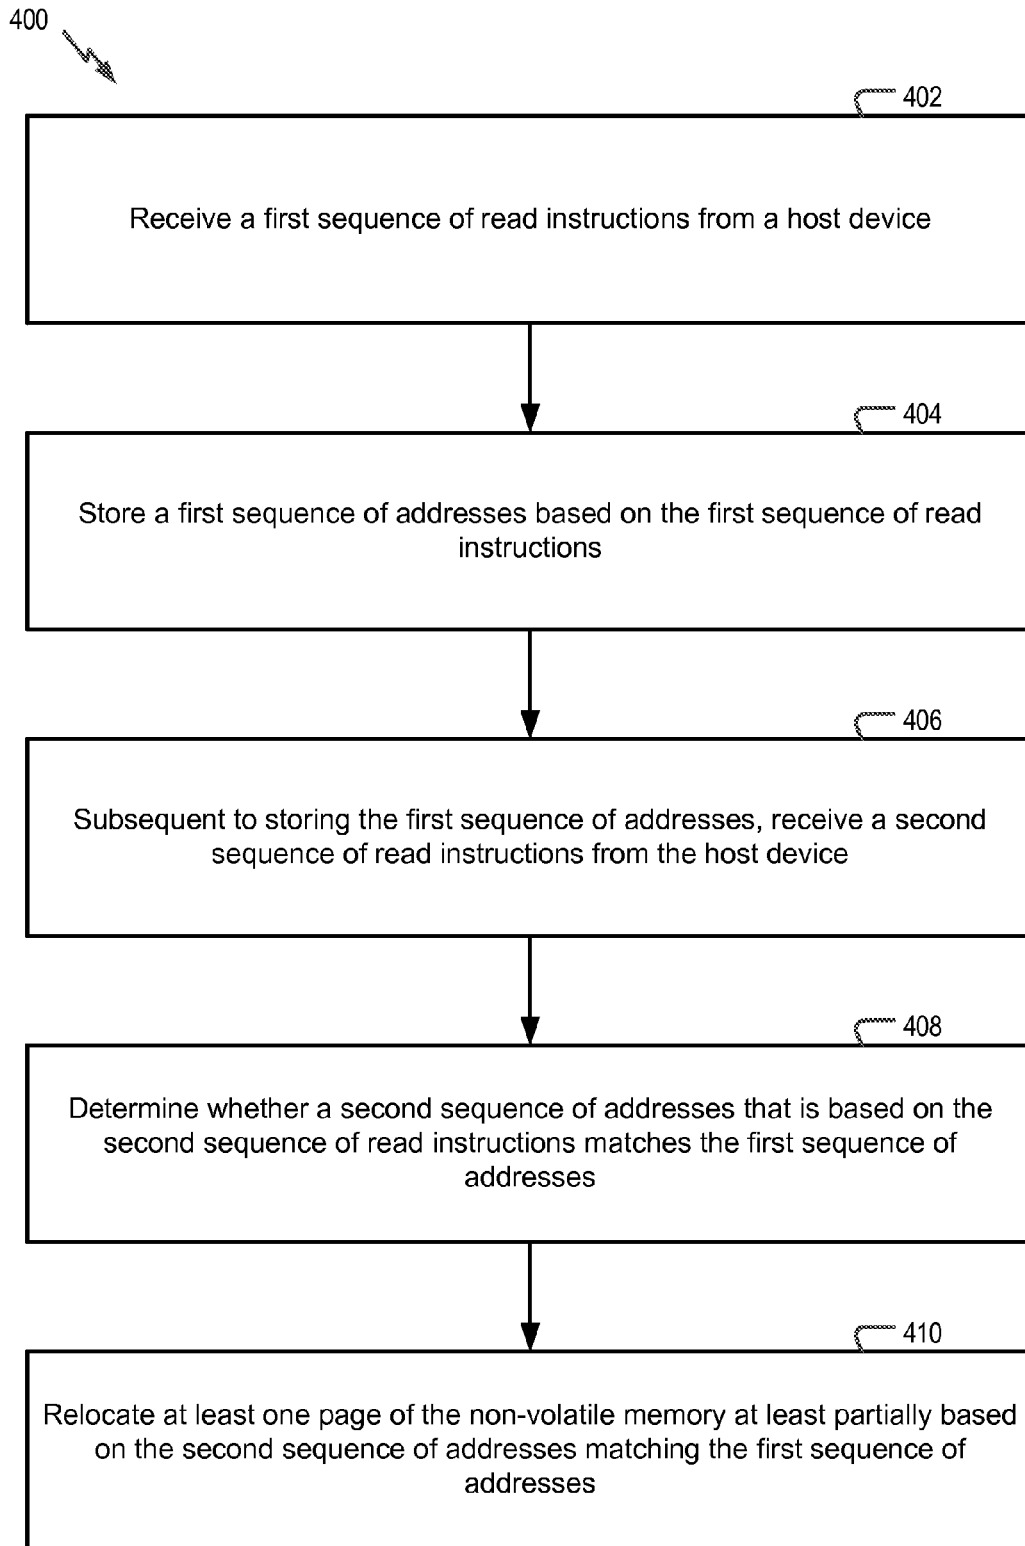 400
402
Receive a first sequence of read instructions from a host device
404
Store a first sequence of addresses based on the first sequence of read
instructions
406
Subsequent to storing the first sequence of addresses, receive a second
sequence of read instructions from the host device
408
Determine whether a second sequence of addresses that is based on the
second sequence of read instructions matches the first sequence of
addresses
410
Relocate at least one page of the non-volatile memory at least partially based
on the second sequence of addresses matching the first sequence of
addresses